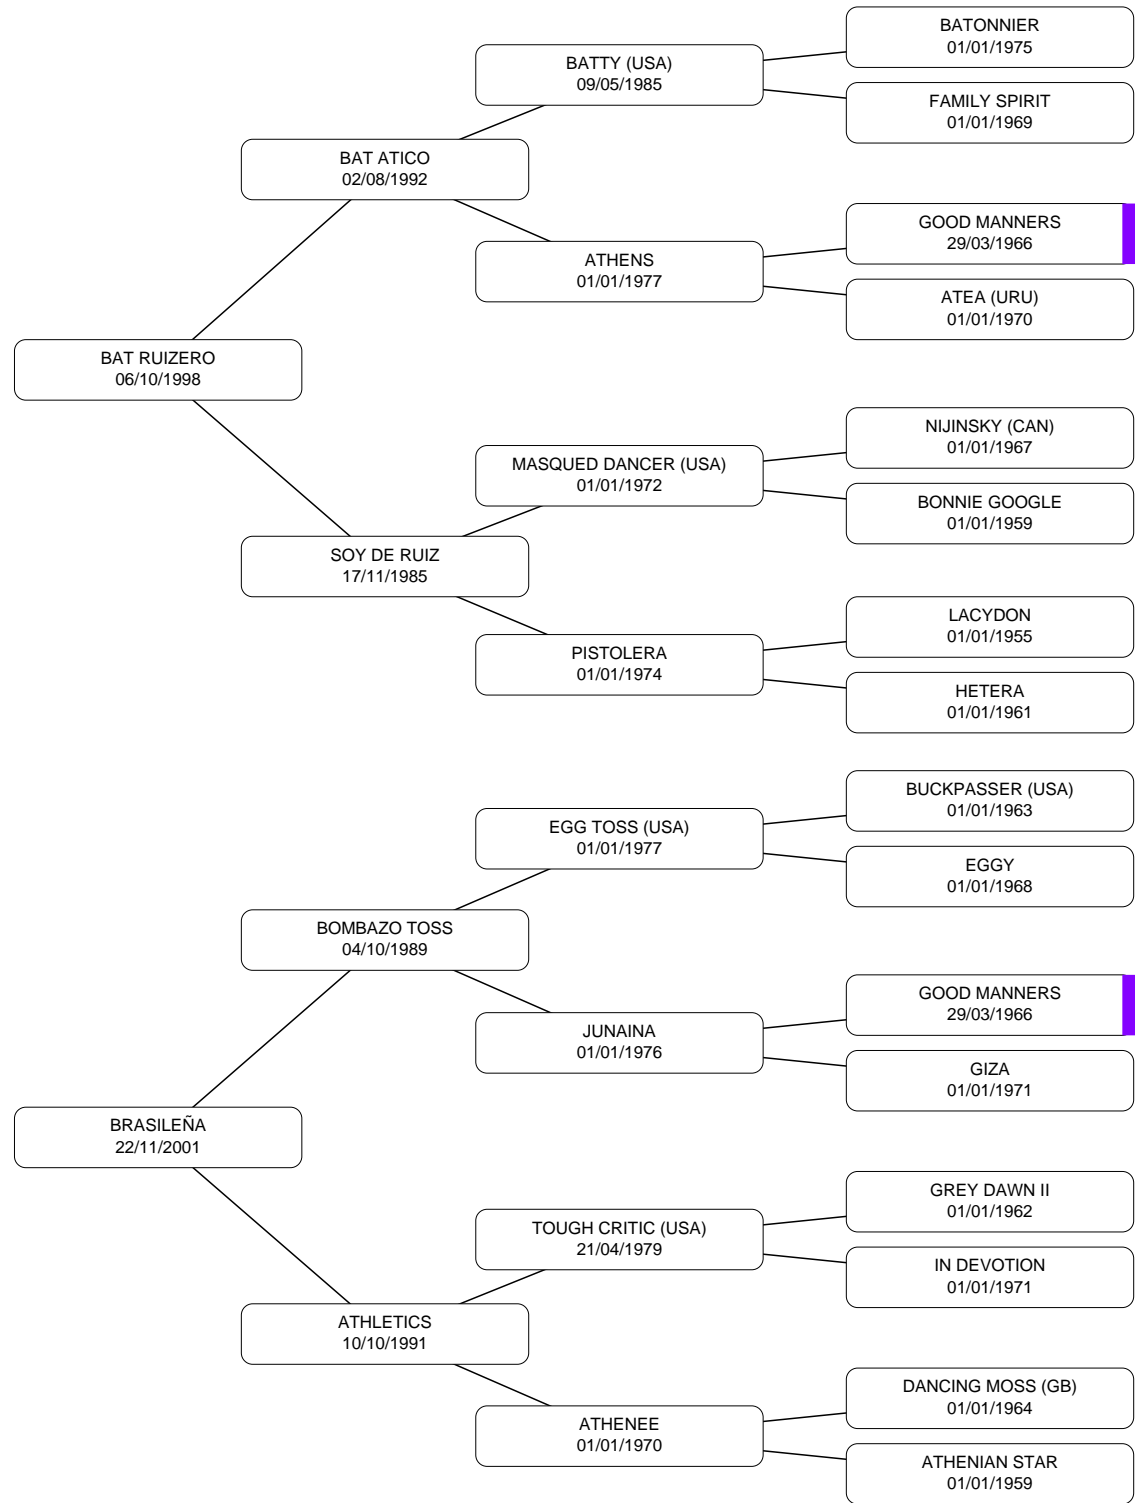 BATONNIER
01/01/1975
BATTY (USA)
09/05/1985
FAMILY SPIRIT
01/01/1969
BAT ATICO
02/08/1992
GOOD MANNERS
29/03/1966
ATHENS
01/01/1977
ATEA (URU)
01/01/1970
BAT RUIZERO
06/10/1998
NIJINSKY (CAN)
01/01/1967
MASQUED DANCER (USA)
01/01/1972
BONNIE GOOGLE
01/01/1959
SOY DE RUIZ
17/11/1985
LACYDON
01/01/1955
PISTOLERA
01/01/1974
HETERA
01/01/1961
BUCKPASSER (USA)
01/01/1963
EGG TOSS (USA)
01/01/1977
EGGY
01/01/1968
BOMBAZO TOSS
04/10/1989
GOOD MANNERS
29/03/1966
JUNAINA
01/01/1976
GIZA
01/01/1971
BRASILEÑA
22/11/2001
GREY DAWN II
01/01/1962
TOUGH CRITIC (USA)
21/04/1979
IN DEVOTION
01/01/1971
ATHLETICS
10/10/1991
DANCING MOSS (GB)
01/01/1964
ATHENEE
01/01/1970
ATHENIAN STAR
01/01/1959